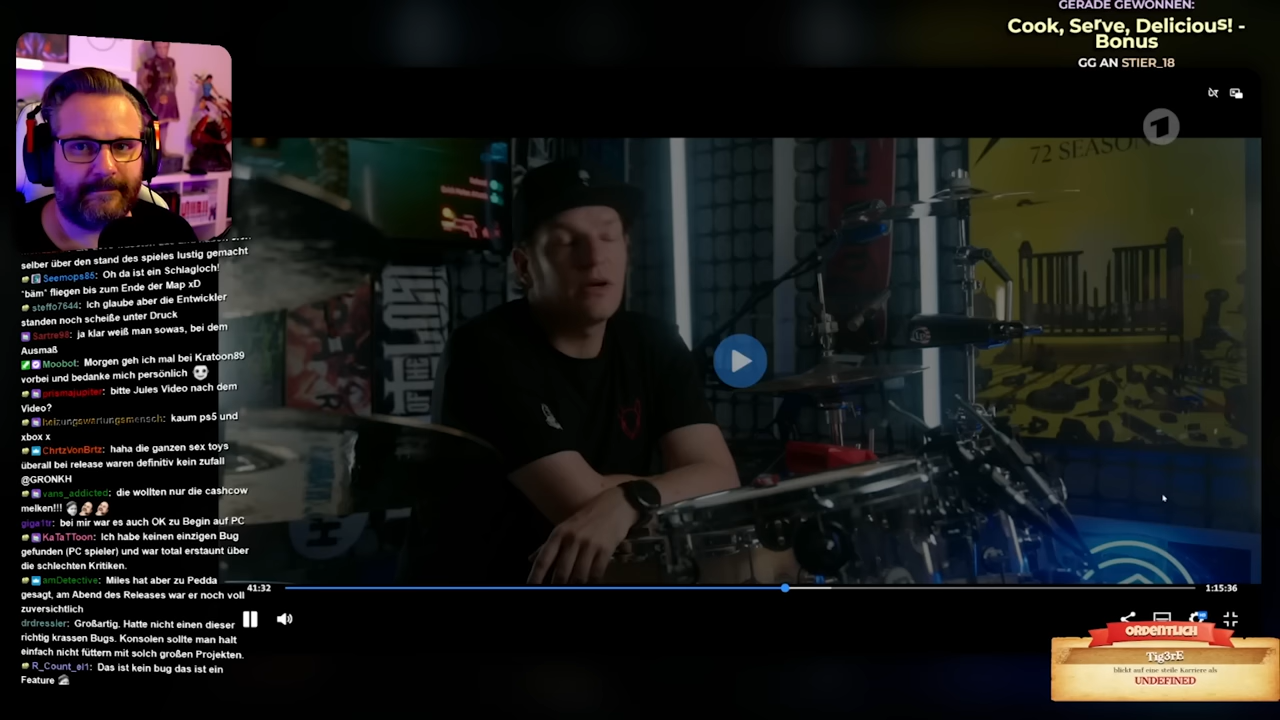 GERADE GEWONNEN:
Cook, Serve, Delicious! -
Bonus
GG AN STIER_18
72 SEASON
OF THE
selber über den stand des spieles lustig gemacht
Seemops86: Oh da ist ein Schlagloch!
*bäm* fliegen bis zum Ende der Map xD
steffo7644: Ich glaube aber die Entwickler
standen noch scheiße unter Druck
Sartre98: ja klar weiß man sowas, bei dem
Ausmaß
Moobot: Morgen geh ich mal bei Kratoon89
vorbei und bedanke mich persönlich
prismajupiter: bitte Jules Video nach dem
Video?
heizungswartungsmensch: kaum ps5 und
xbox x
ChrtzVonBrtz: haha die ganzen sex toys
überall bei release waren definitiv kein zufall
@GRONKH
vans_addicted: die wollten nur die cashcow
melken!!!
giga1tr: bei mir war es auch OK zu Begin auf PC
KaTaTToon: Ich habe keinen einzigen Bug
gefunden (PC spieler) und war total erstaunt über
die schlechten Kritiken.
amDetective: Miles hat aber zu Pedda
gesagt, am Abend des Releases war er noch voll
zuversichtlich
drdressler: Großartig. Hatte nicht einen dieser
richtig krassen Bugs. Konsolen sollte man halt
einfach nicht füttern mit solch großen Projekten.
R_Count_el1: Das ist kein bug das ist ein
Feature
41:32
1:15:36
ORDENTLICH
Tig3rE
blickt auf eine steile Karriere als
UNDEFINED